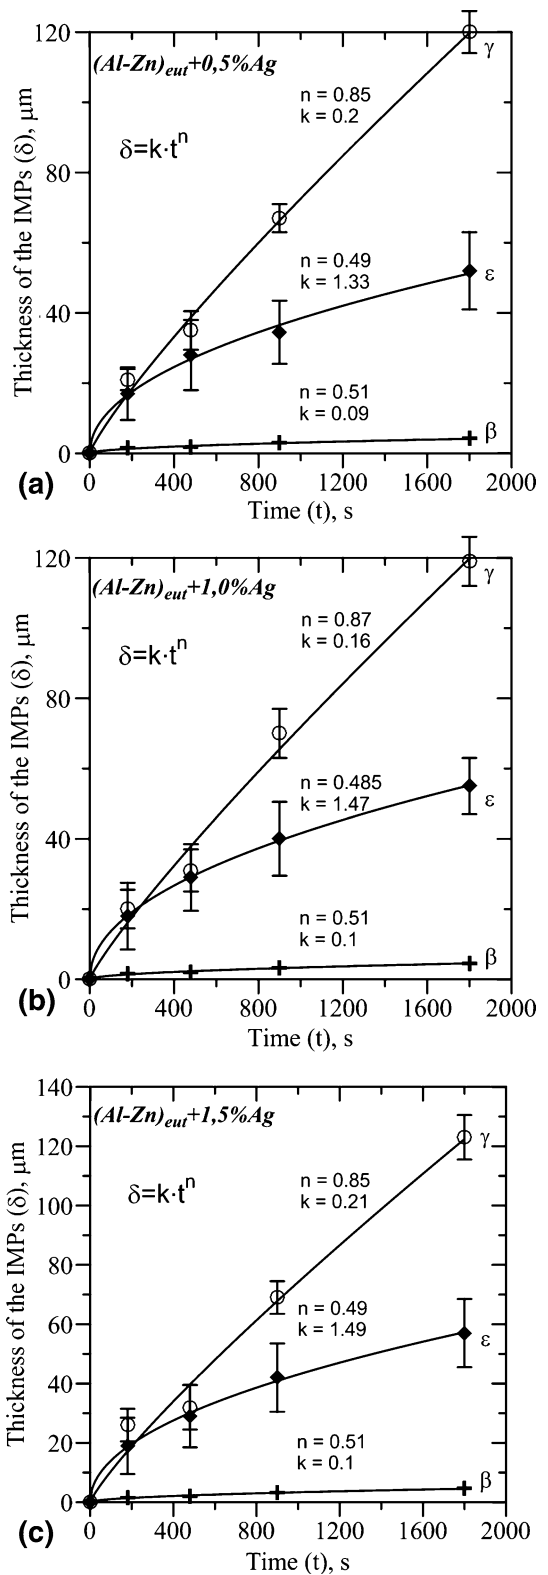 120
(Al-Zn)eut+0,5%Ag
γ
n = 0.85
k = 0.2
δ=k·tⁿ
80
n = 0.49
k = 1.33
ε
40
n = 0.51
k = 0.09
β
0
Thickness of the IMPs (δ), μm
(a)
0 400 800 1200 1600 2000
Time (t), s
120
(Al-Zn)eut+1,0%Ag
γ
n = 0.87
k = 0.16
δ=k·tⁿ
80
n = 0.485
k = 1.47
ε
40
n = 0.51
k = 0.1
β
0
Thickness of the IMPs (δ), μm
(b)
0 400 800 1200 1600 2000
Time (t), s
140
(Al-Zn)eut+1,5%Ag
120
γ
n = 0.85
k = 0.21
δ=k·tⁿ
100
80
n = 0.49
k = 1.49
60
ε
40
n = 0.51
k = 0.1
20
β
0
Thickness of the IMPs (δ), μm
(c)
0 400 800 1200 1600 2000
Time (t), s